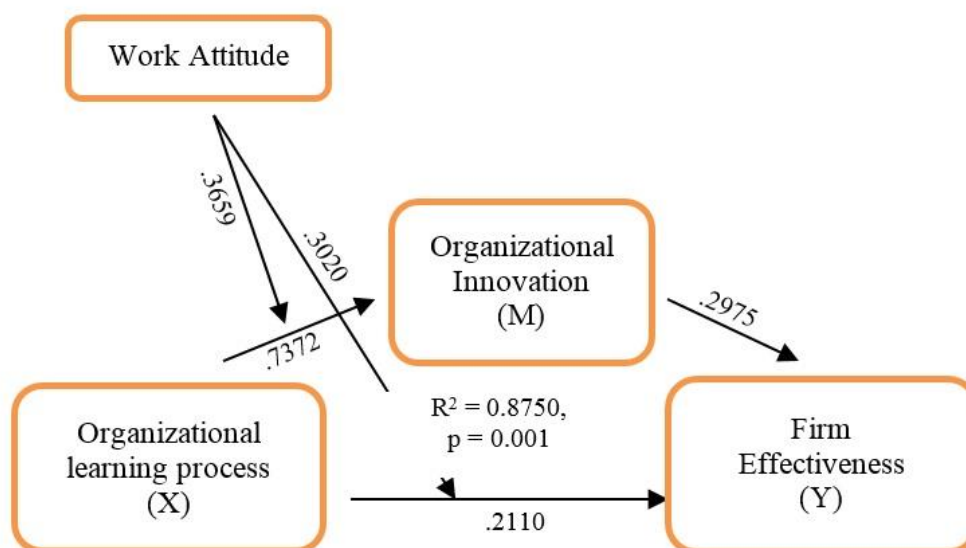 Work Attitude
.3659
.3020
Organizational
Innovation
(M)
.2975
.7372
R² = 0.8750,
p = 0.001
Organizational
learning process
(X)
Firm
Effectiveness
(Y)
.2110